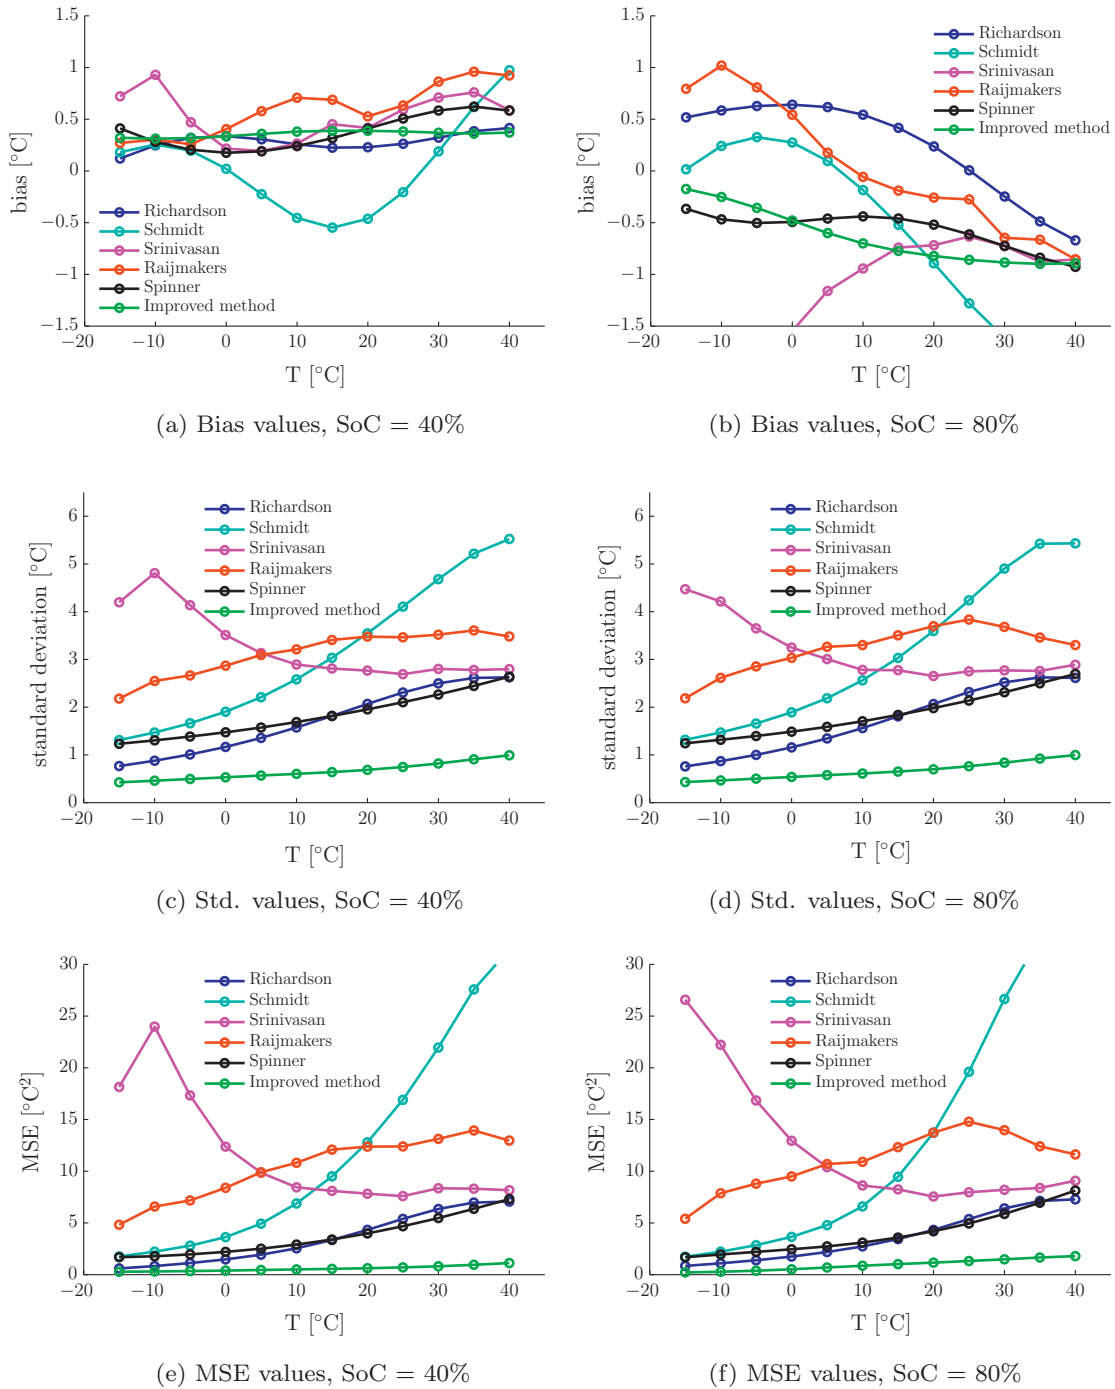 1.5
1
0.5
0
−0.5
−1
−1.5
bias [°C]
Richardson
Schmidt
Srinivasan
Raijmakers
Spinner
Improved method
−20 −10 0 10 20 30 40
T [°C]
(a) Bias values, SoC = 40%
1.5
1
0.5
0
−0.5
−1
−1.5
bias [°C]
Richardson
Schmidt
Srinivasan
Raijmakers
Spinner
Improved method
−20 −10 0 10 20 30 40
T [°C]
(b) Bias values, SoC = 80%
6
5
4
3
2
1
0
standard deviation [°C]
Richardson
Schmidt
Srinivasan
Raijmakers
Spinner
Improved method
−20 −10 0 10 20 30 40
T [°C]
(c) Std. values, SoC = 40%
6
5
4
3
2
1
0
standard deviation [°C]
Richardson
Schmidt
Srinivasan
Raijmakers
Spinner
Improved method
−20 −10 0 10 20 30 40
T [°C]
(d) Std. values, SoC = 80%
30
25
20
15
10
5
0
MSE [°C²]
Richardson
Schmidt
Srinivasan
Raijmakers
Spinner
Improved method
−20 −10 0 10 20 30 40
T [°C]
(e) MSE values, SoC = 40%
30
25
20
15
10
5
0
MSE [°C²]
Richardson
Schmidt
Srinivasan
Raijmakers
Spinner
Improved method
−20 −10 0 10 20 30 40
T [°C]
(f) MSE values, SoC = 80%